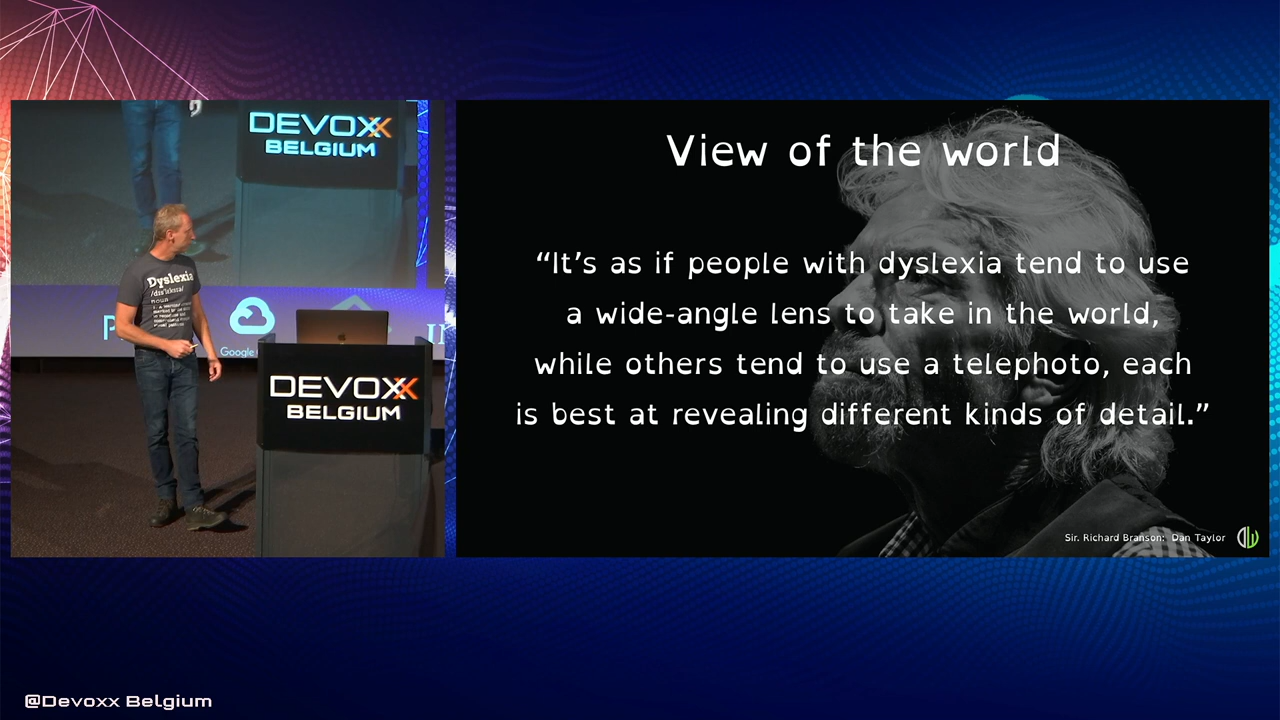 DEVOXX
BELGIUM
Dyslexia
noun
Google
DEVOXX
BELGIUM
View of the world
“It’s as if people with dyslexia tend to use
a wide-angle lens to take in the world,
while others tend to use a telephoto, each
is best at revealing different kinds of detail.”
Sir. Richard Branson: Dan Taylor
@Devoxx Belgium